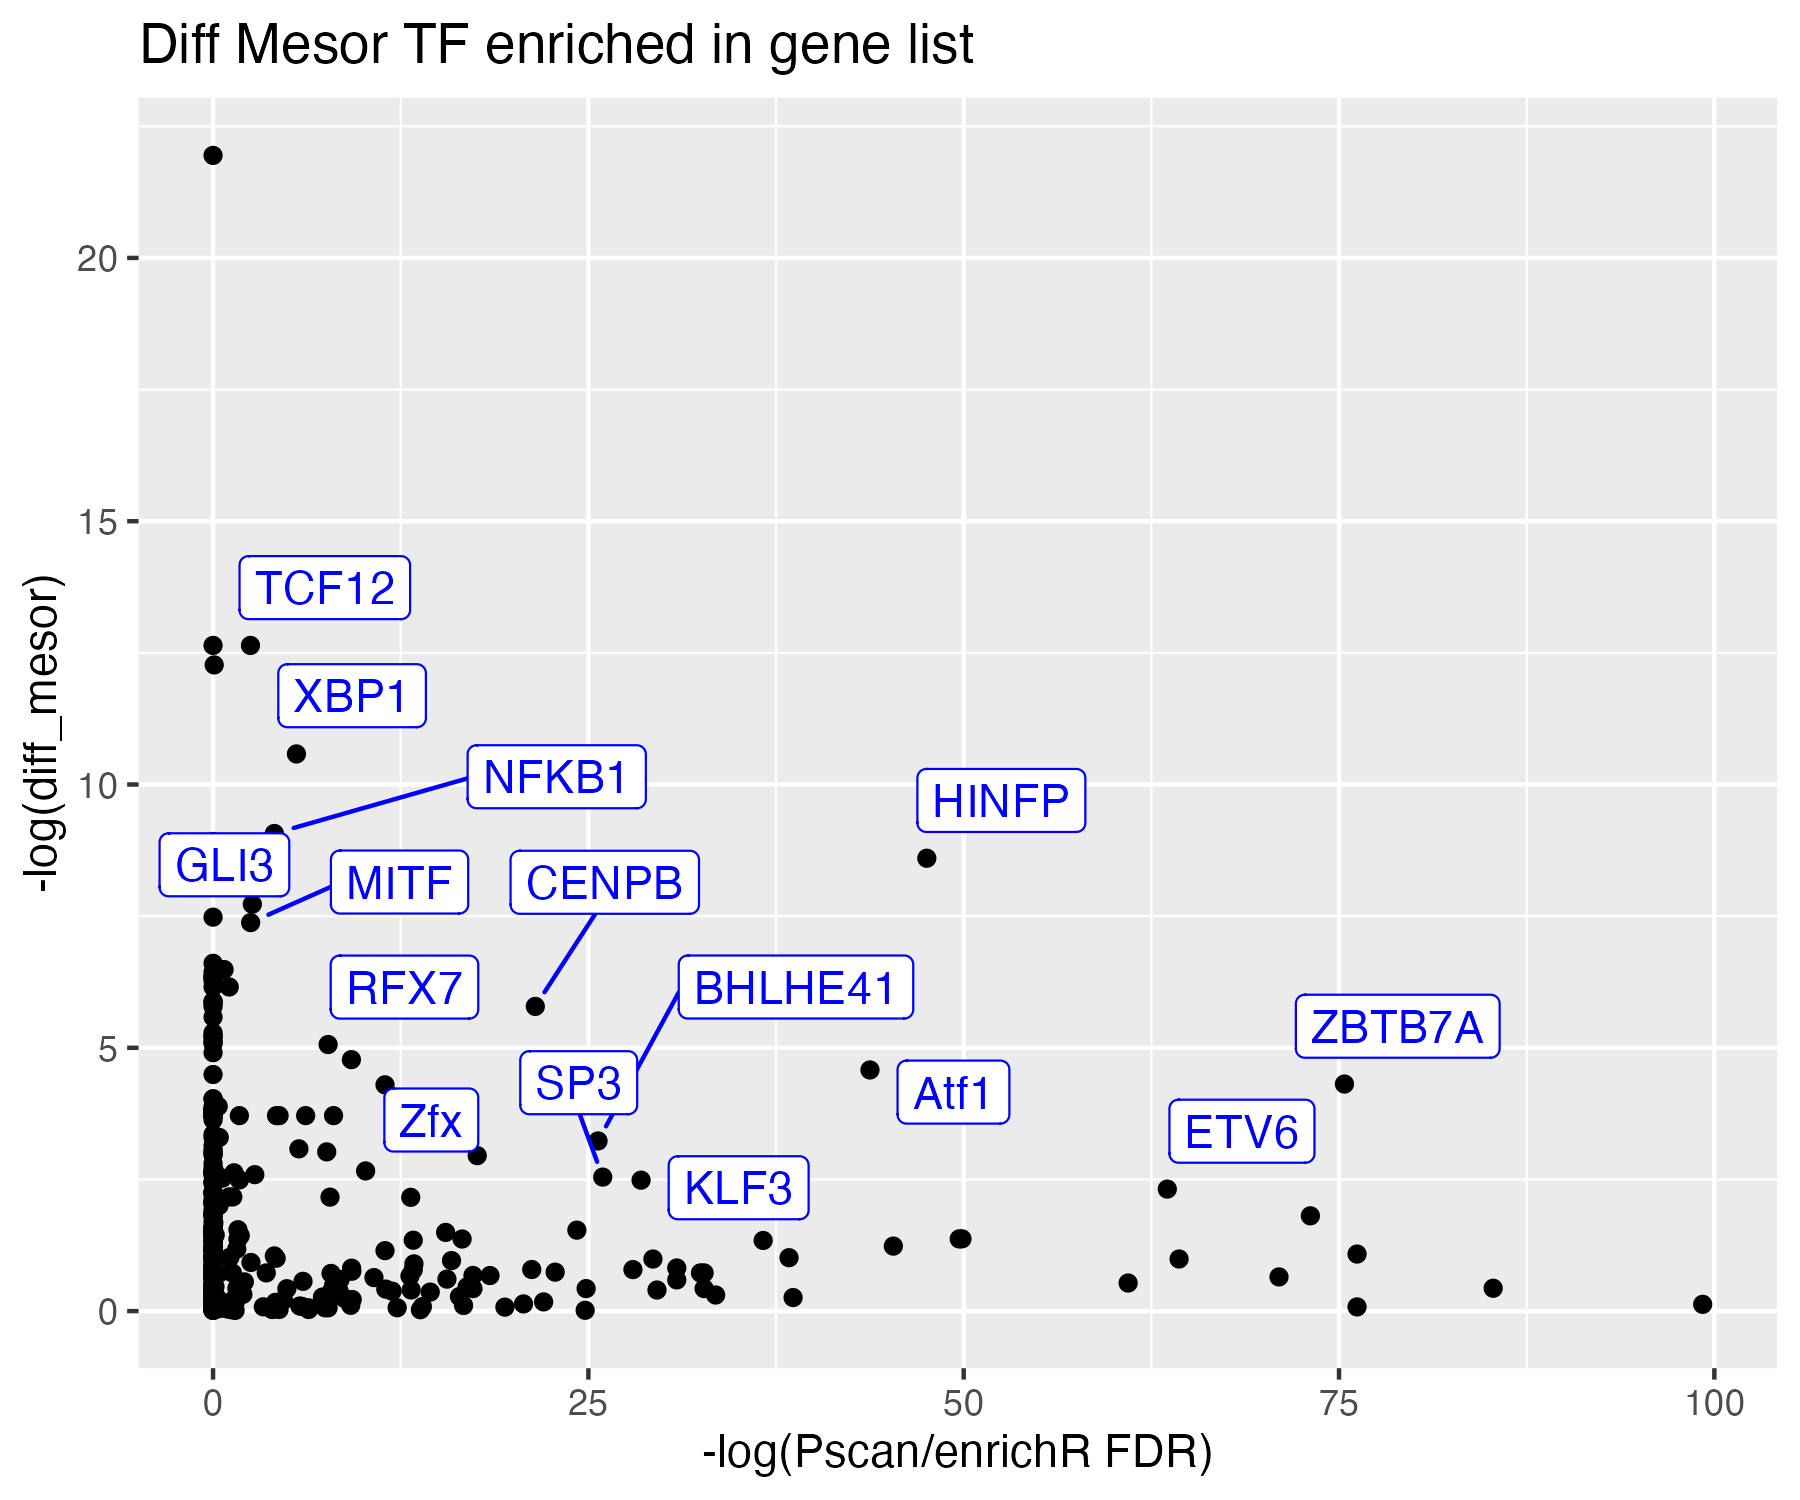 Diff Mesor TF enriched in gene list
-log(diff_mesor)
20
15
10
5
0
TCF12
XBP1
NFKB1
HINFP
GLI3
MITF
CENPB
RFX7
BHLHE41
ZBTB7A
SP3
Atf1
Zfx
ETV6
KLF3
0
25
50
75
100
-log(Pscan/enrichR FDR)